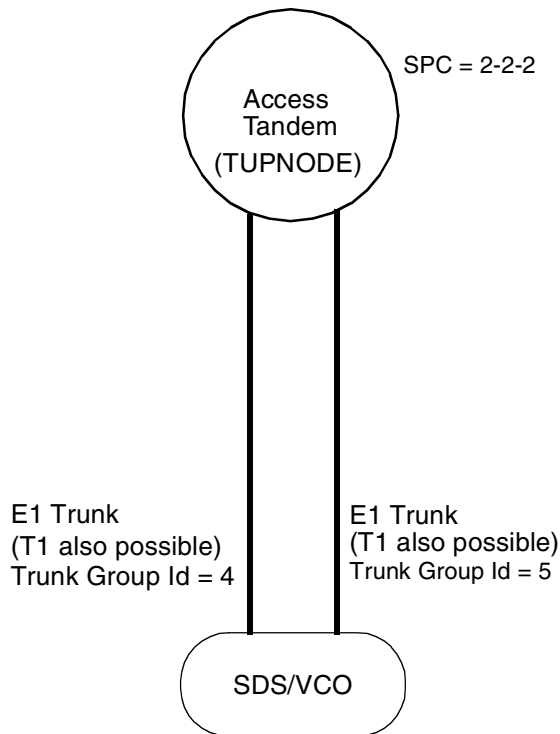 SPC = 2-2-2
Access
Tandem
(TUPNODE)
E1 Trunk
(T1 also possible)
Trunk Group Id = 4
E1 Trunk
(T1 also possible)
Trunk Group Id = 5
SDS/VCO